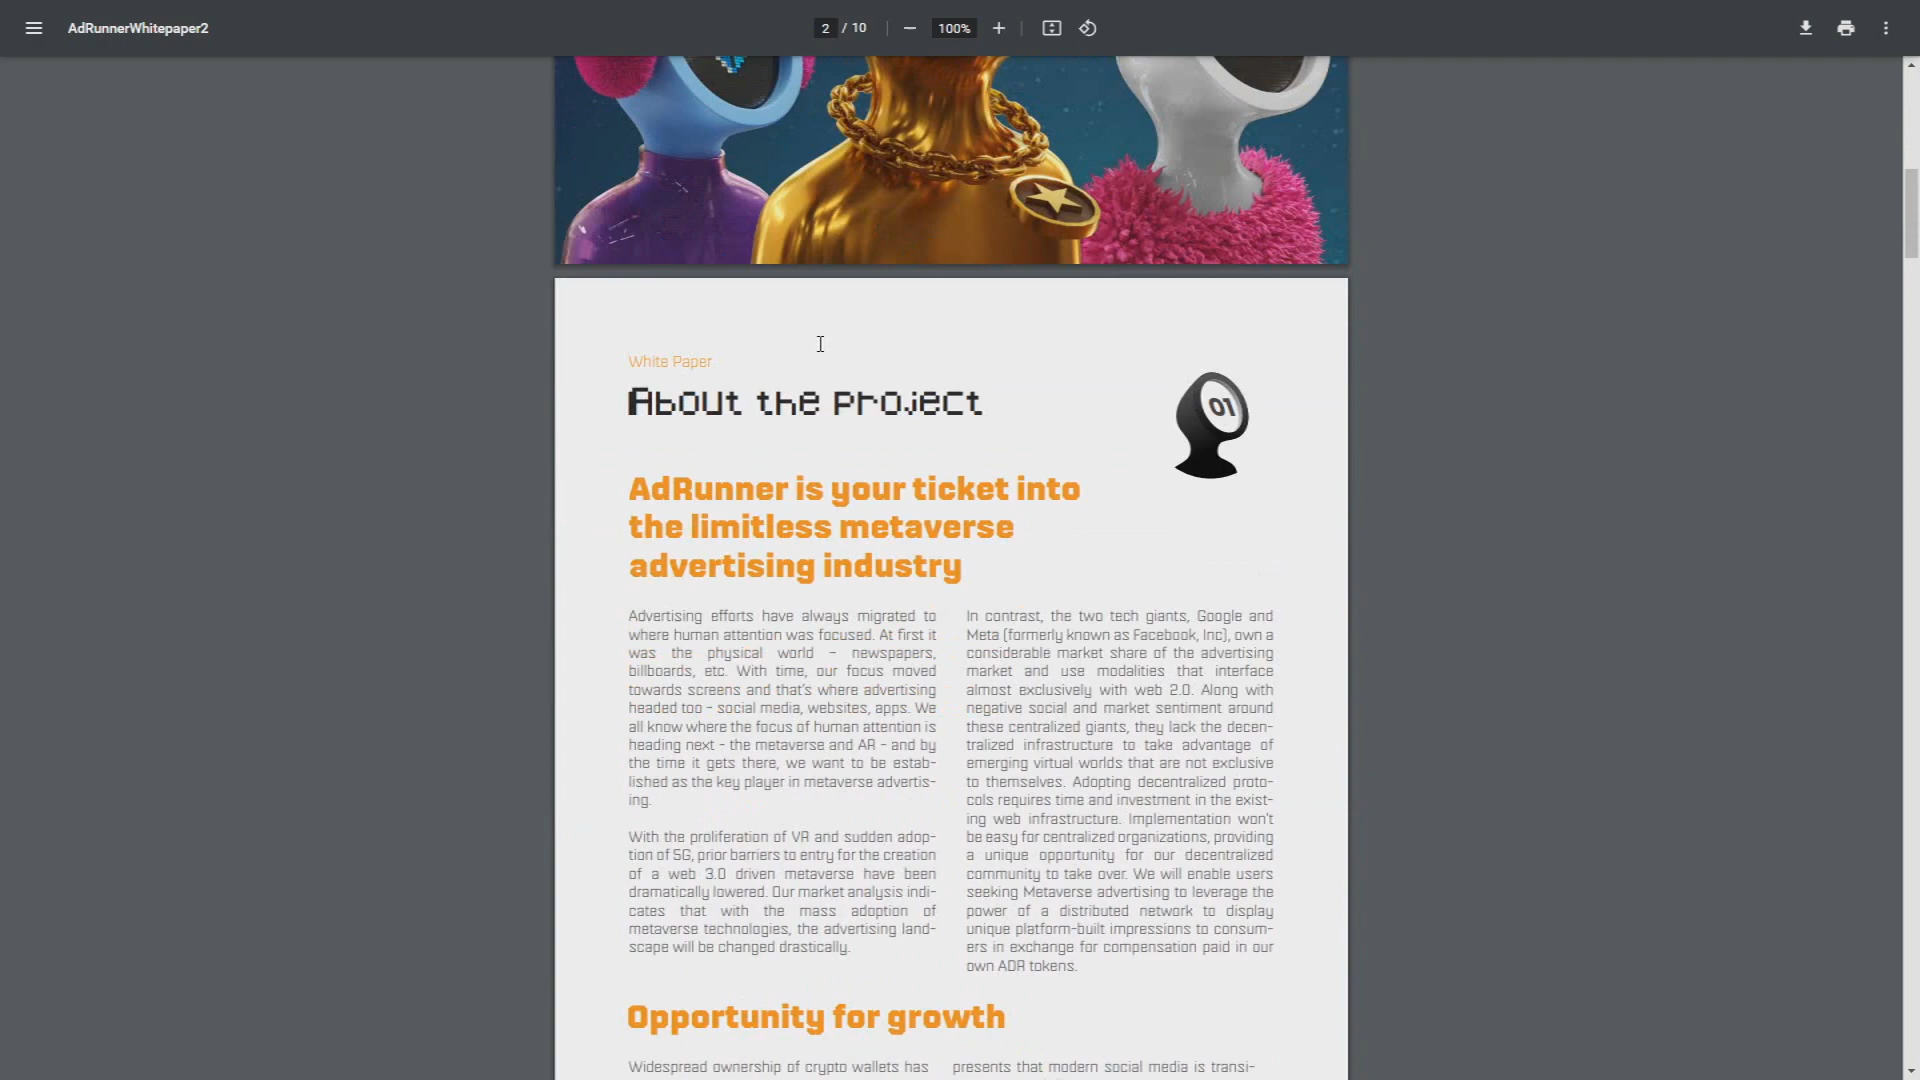 AdRunnerWhitepaper2
2 / 10
100%
White Paper
About the project
01
AdRunner is your ticket into
the limitless metaverse
advertising industry
Advertising efforts have always migrated to
where human attention was focused. At first it
was the physical world – newspapers,
billboards, etc. With time, our focus moved
towards screens and that's where advertising
headed too - social media, websites, apps. We
all know where the focus of human attention is
heading next - the metaverse and AR - and by
the time it gets there, we want to be estab-
lished as the key player in metaverse advertis-
ing.
With the proliferation of VR and sudden adop-
tion of 5G, prior barriers to entry for the creation
of a web 3.0 driven metaverse have been
dramatically lowered. Our market analysis indi-
cates that with the mass adoption of
metaverse technologies, the advertising land-
scape will be changed drastically.
In contrast, the two tech giants, Google and
Meta (formerly known as Facebook, Inc), own a
considerable market share of the advertising
market and use modalities that interface
almost exclusively with web 2.0. Along with
negative social and market sentiment around
these centralized giants, they lack the decen-
tralized infrastructure to take advantage of
emerging virtual worlds that are not exclusive
to themselves. Adopting decentralized proto-
cols requires time and investment in the exist-
ing web infrastructure. Implementation won't
be easy for centralized organizations, providing
a unique opportunity for our decentralized
community to take over. We will enable users
seeking Metaverse advertising to leverage the
power of a distributed network to display
unique platform-built impressions to consum-
ers in exchange for compensation paid in our
own ADR tokens.
Opportunity for growth
Widespread ownership of crypto wallets has
presents that modern social media is transi-